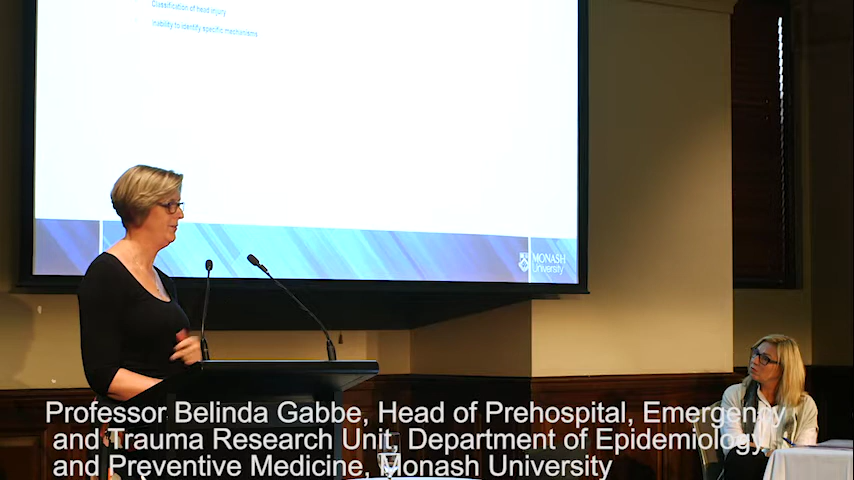 Classification of head injury
Inability to identify specific mechanisms
MONASH
University
Professor Belinda Gabbe, Head of Prehospital, Emergency
and Trauma Research Unit, Department of Epidemiology
and Preventive Medicine, Monash University